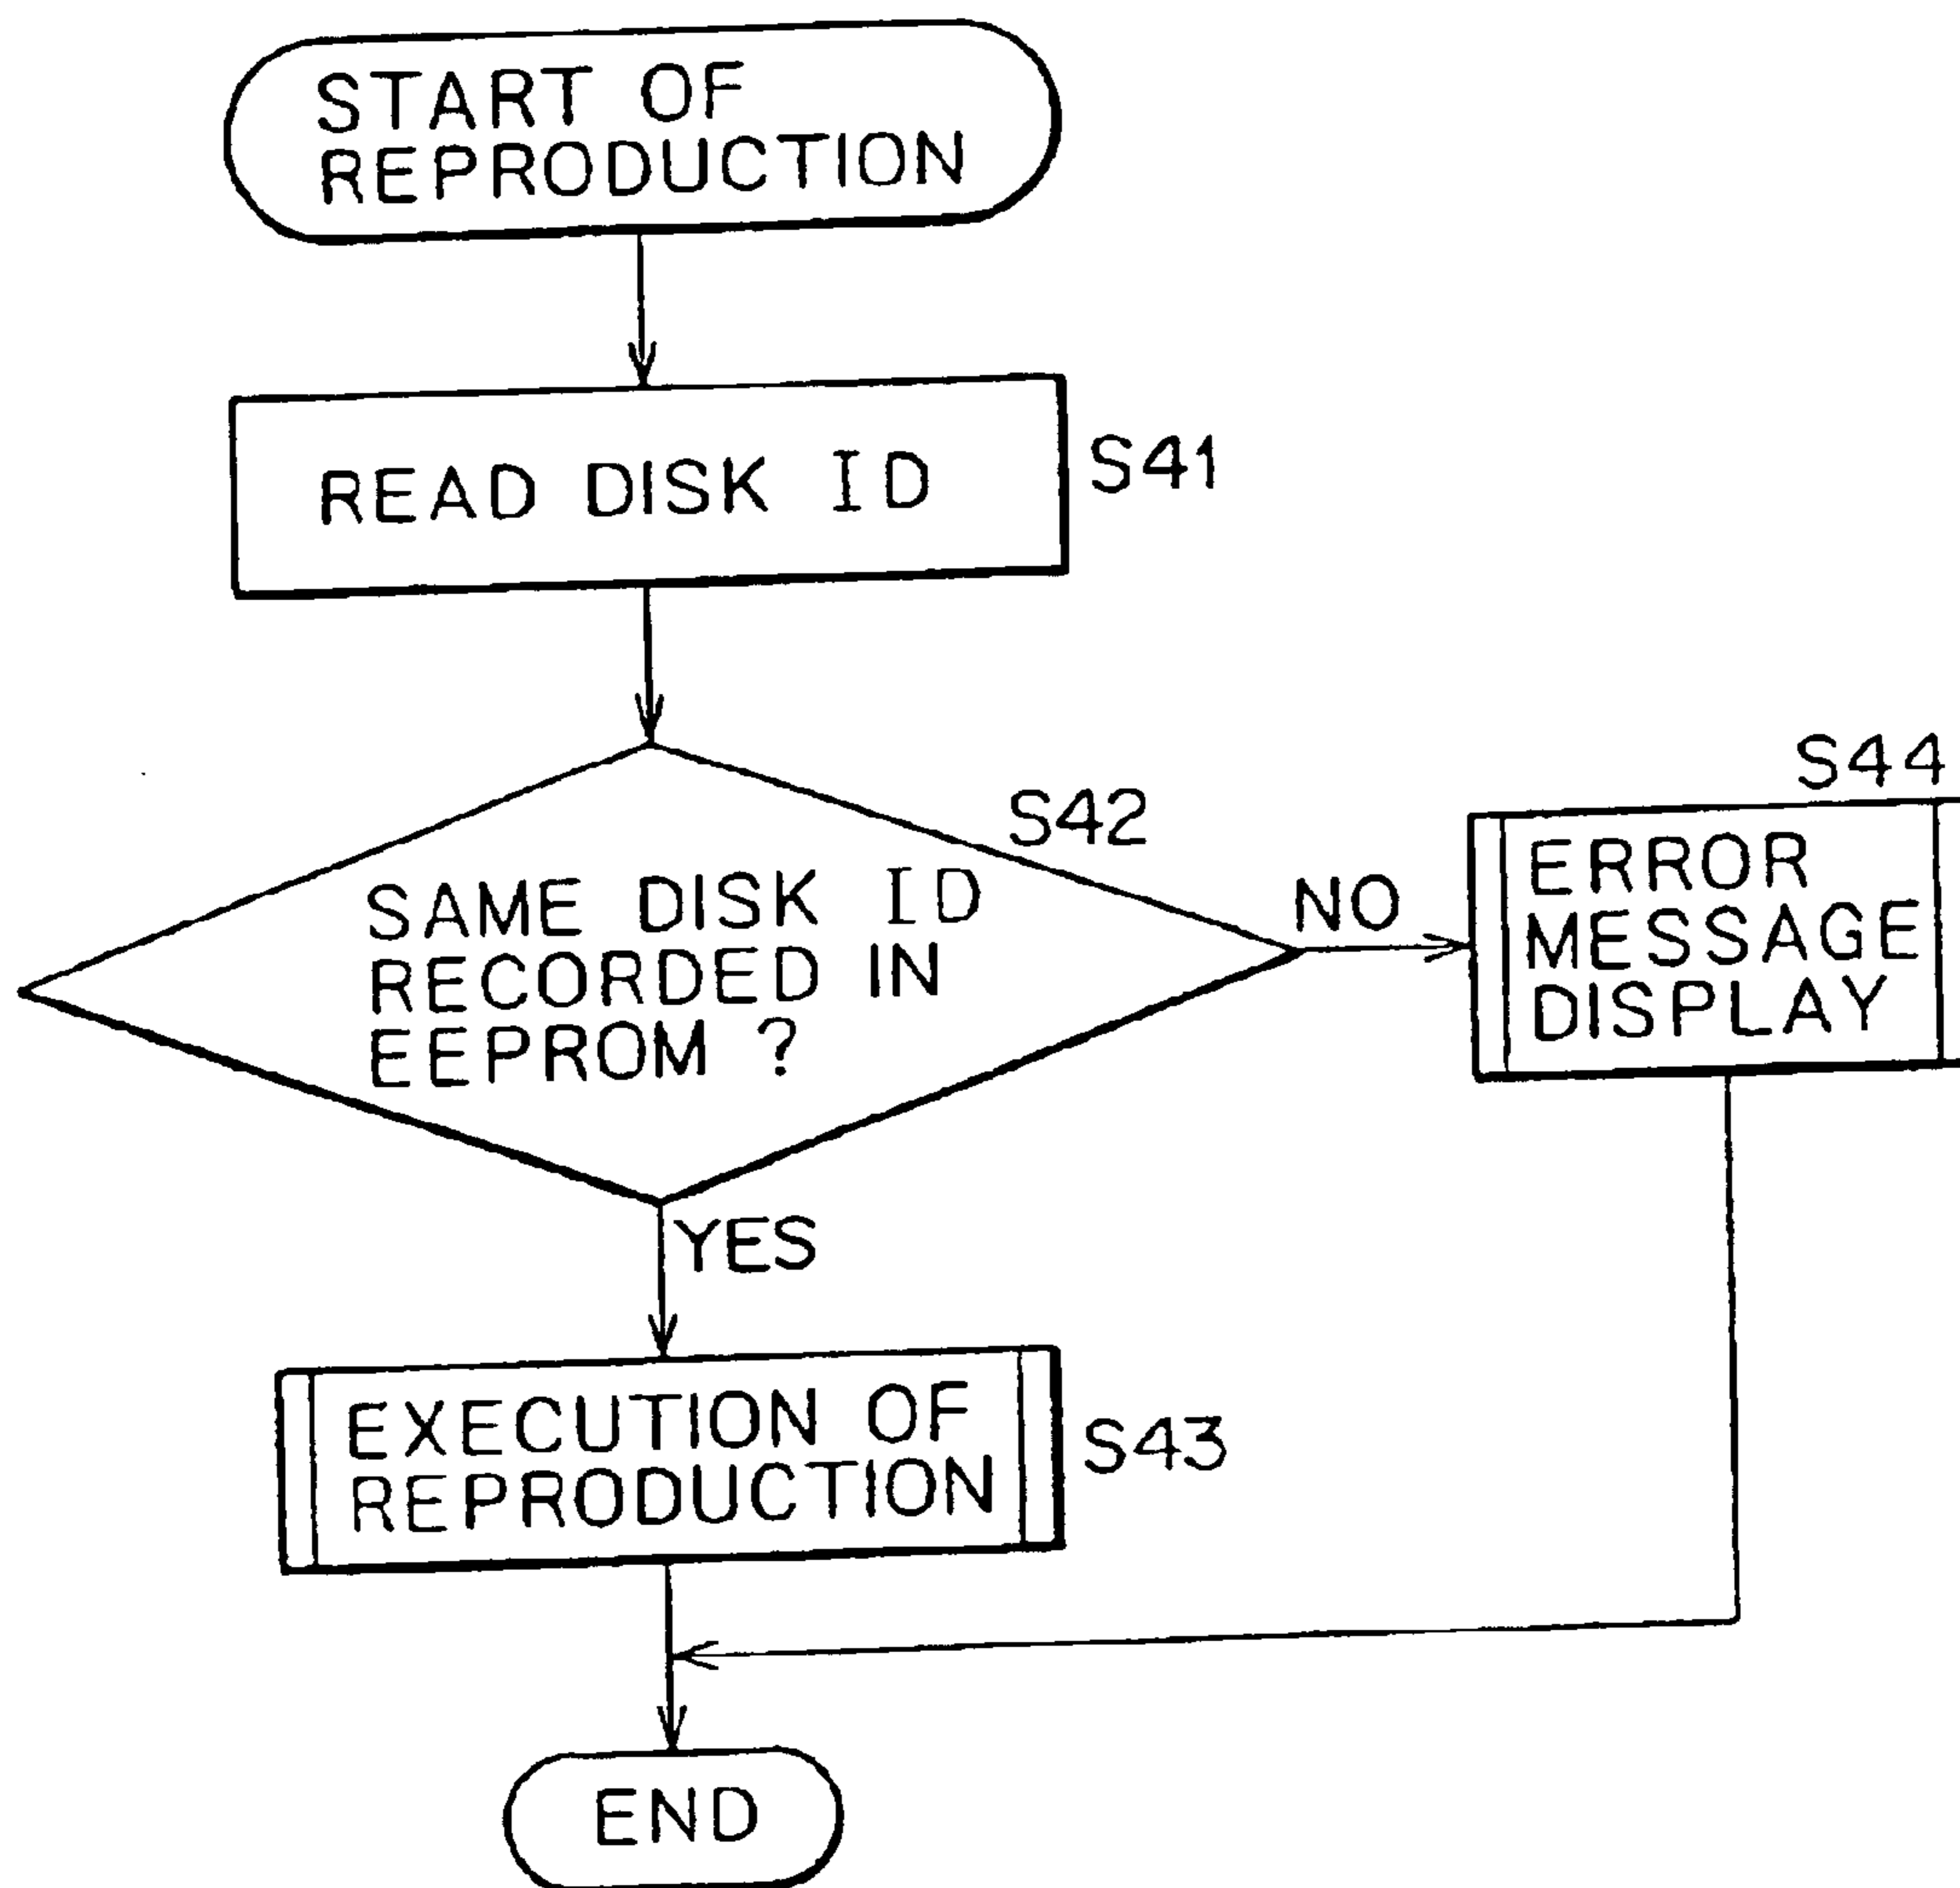 START OF
REPRODUCTION
READ DISK ID
S41
S42
SAME DISK ID
RECORDED IN
EEPROM ?
NO
S44
ERROR
MESSAGE
DISPLAY
YES
EXECUTION OF
REPRODUCTION
S43
END